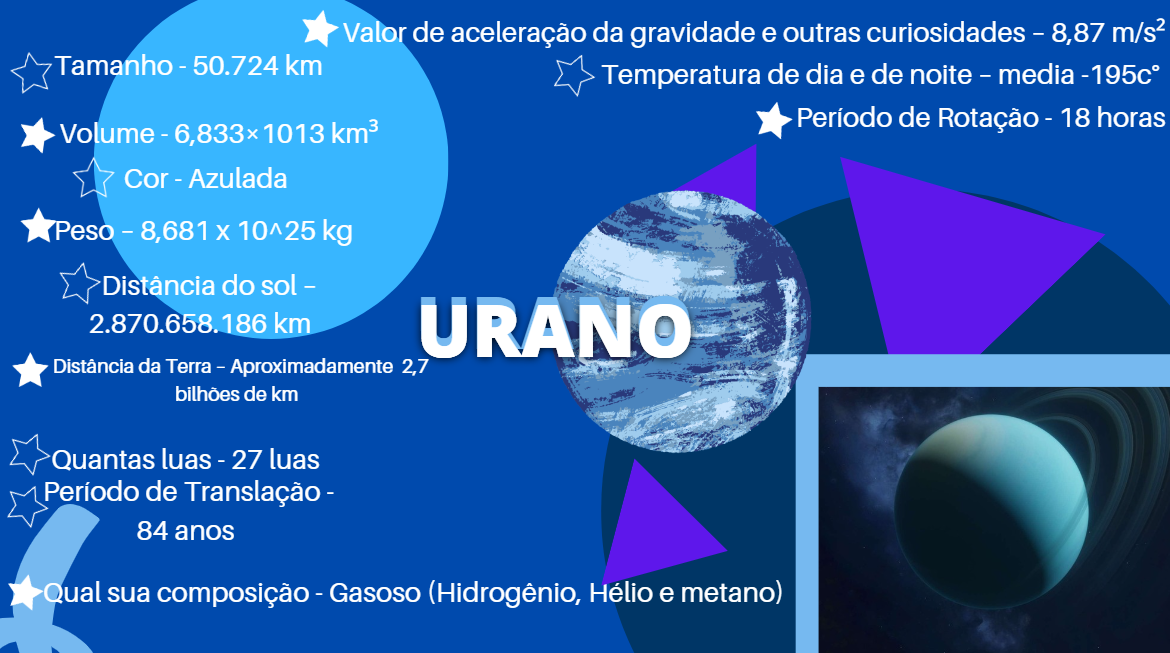 Valor de aceleração da gravidade e outras curiosidades – 8,87 m/s²
Tamanho - 50.724 km
Temperatura de dia e de noite – media -195c°
Período de Rotação - 18 horas
Volume - 6,833×1013 km³
Cor - Azulada
Peso – 8,681 x 10^25 kg
Distância do sol –
2.870.658.186 km
URANO
Distância da Terra – Aproximadamente 2,7
bilhões de km
Quantas luas - 27 luas
Período de Translação -
84 anos
Qual sua composição - Gasoso (Hidrogênio, Hélio e metano)